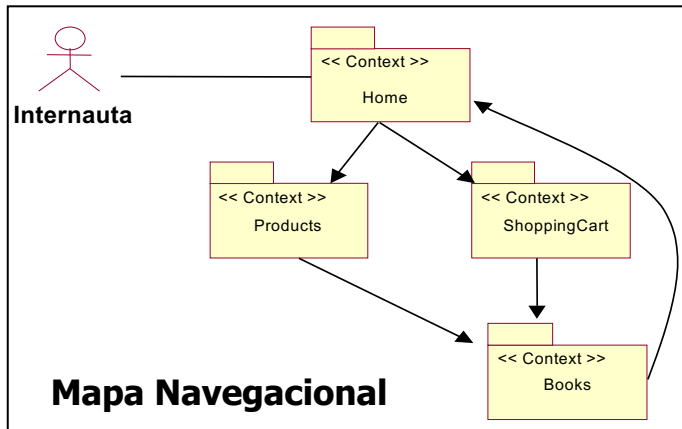 << Context >>
Home
Internauta
<< Context >>
Products
<< Context >>
ShoppingCart
<< Context >>
Books
Mapa Navegacional